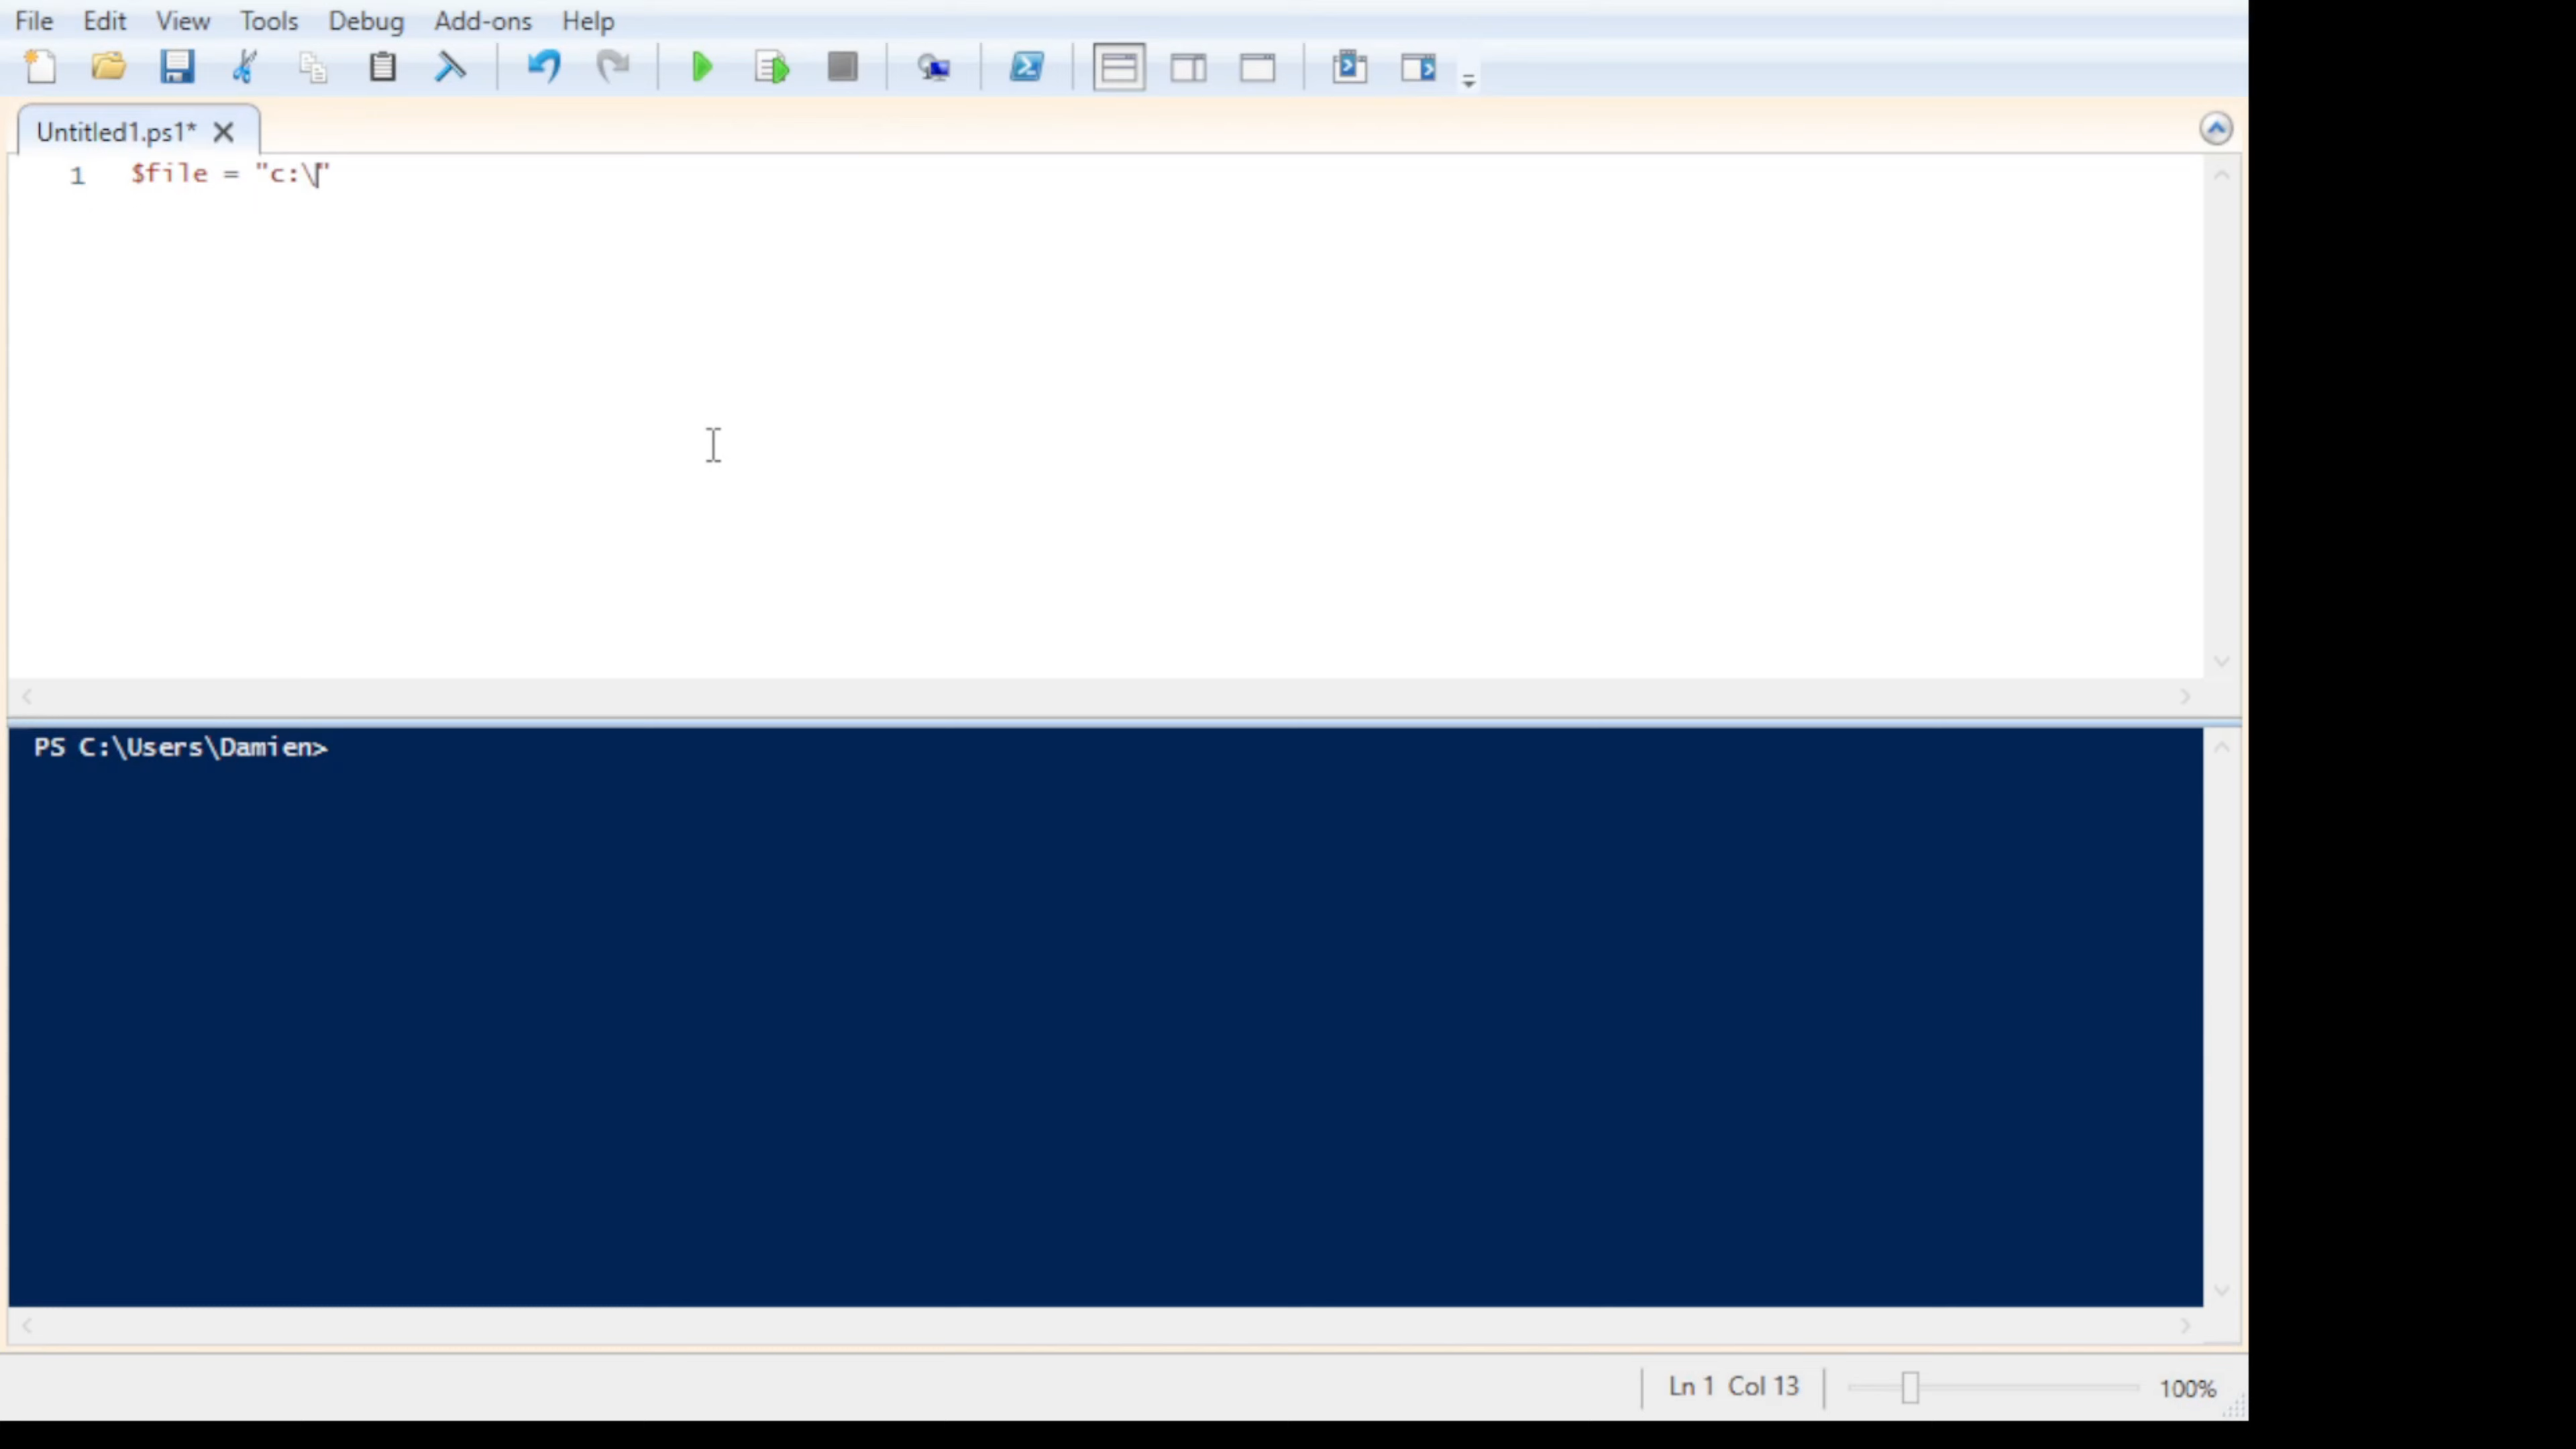 File Edit View Tools Debug Add-ons Help
Untitled1.ps1*
1 $file = "c:\"
PS C:\Users\Damien>
Ln 1 Col 13 100%